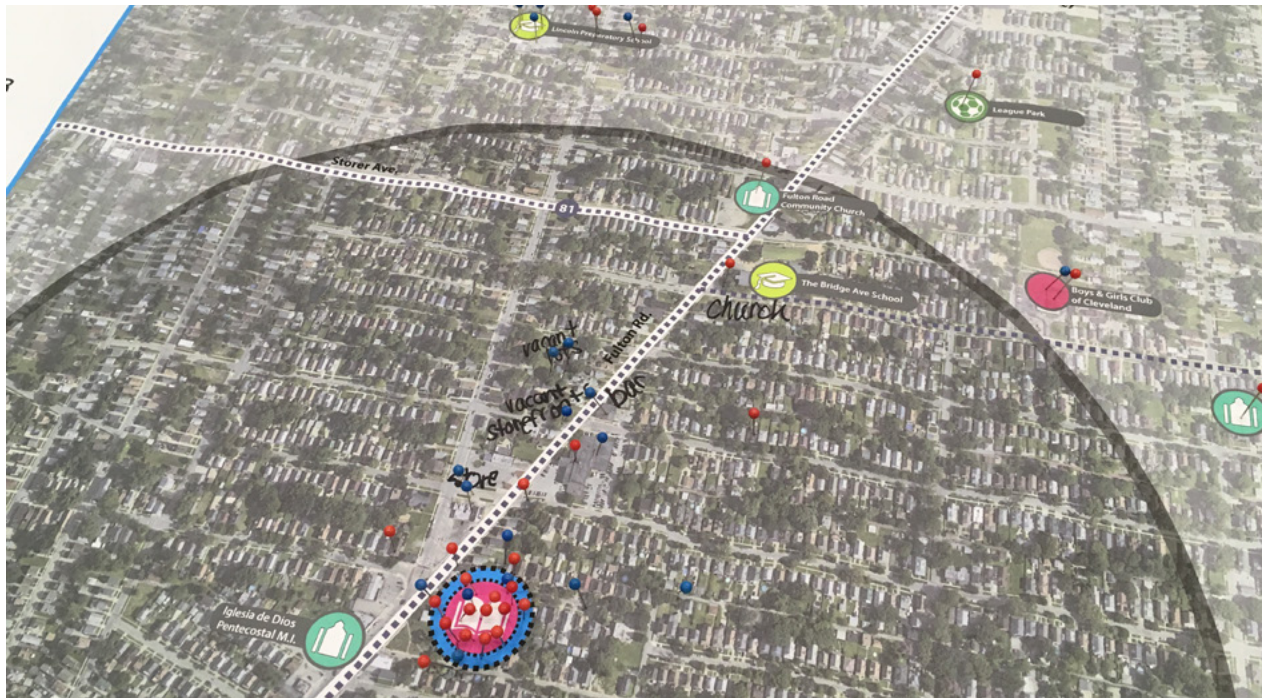 Lincoln Preparatory School
League Park
Storer Ave.
81
Fulton Road
Community Church
The Bridge Ave School
Boys & Girls Club
of Cleveland
church
Fulton Rd.
vacant
lots
vacant
storefront
bar
store
Iglesia de Dios
Pentecostal M.I.